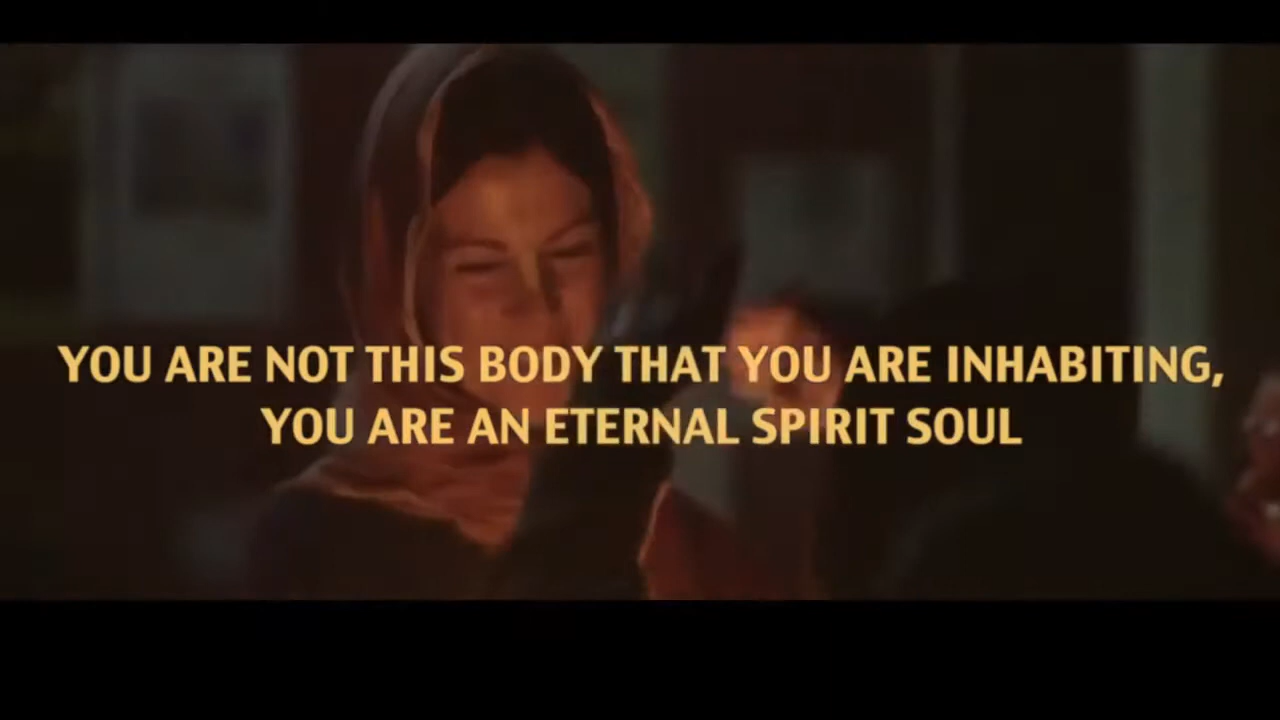 YOU ARE NOT THIS BODY THAT YOU ARE INHABITING,
YOU ARE AN ETERNAL SPIRIT SOUL